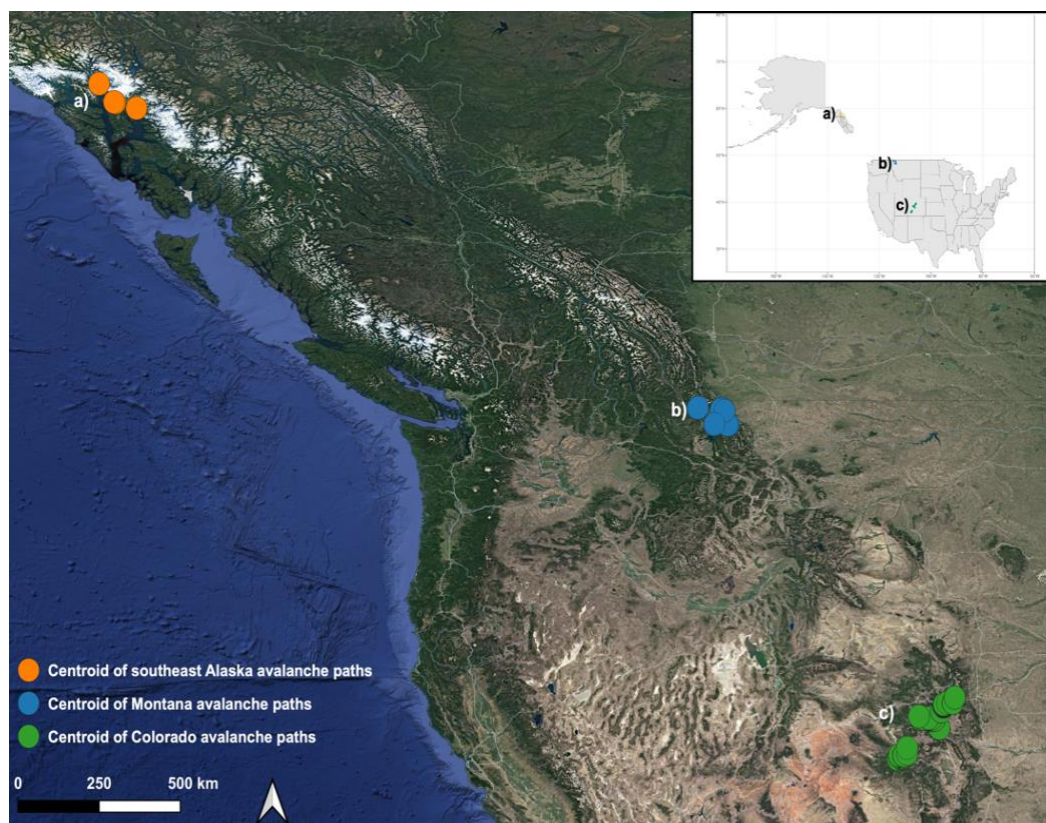 a)
a)
b)
c)
b)
c)
Centroid of southeast Alaska avalanche paths
Centroid of Montana avalanche paths
Centroid of Colorado avalanche paths
0 250 500 km